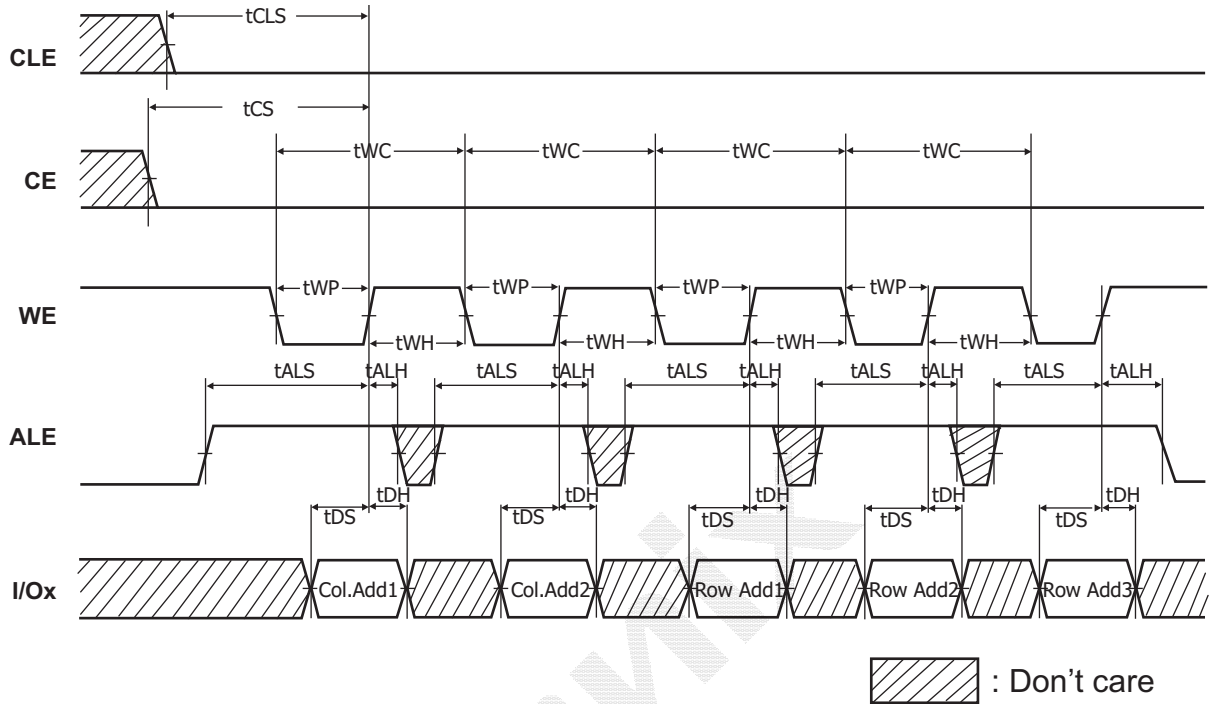 tCLS
CLE
tCS
tWC tWC tWC tWC
CE
tWP tWP tWP tWP
WE
tWH tWH tWH tWH
tALS tALH tALS tALH tALS tALH tALS tALH tALS tALH
ALE
tDH tDH tDH tDH tDH
tDS tDS tDS tDS tDS
I/Ox Col.Add1 Col.Add2 Row Add1 Row Add2 Row Add3
: Don't care